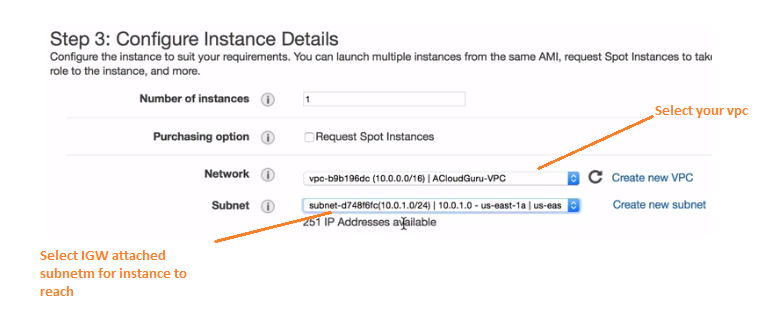 Step 3: Configure Instance Details
Configure the instance to suit your requirements. You can launch multiple instances from the same AMI, request Spot Instances to take
role to the instance, and more.
Number of instances i 1
Select your vpc
Purchasing option i Request Spot Instances
Network i vpc-b9b196dc (10.0.0.0/16) | ACloudGuru-VPC Create new VPC
Subnet i subnet-d748f6fc(10.0.1.0/24) | 10.0.1.0 - us-east-1a | us-eas Create new subnet
251 IP Addresses available
Select IGW attached
subnetm for instance to
reach